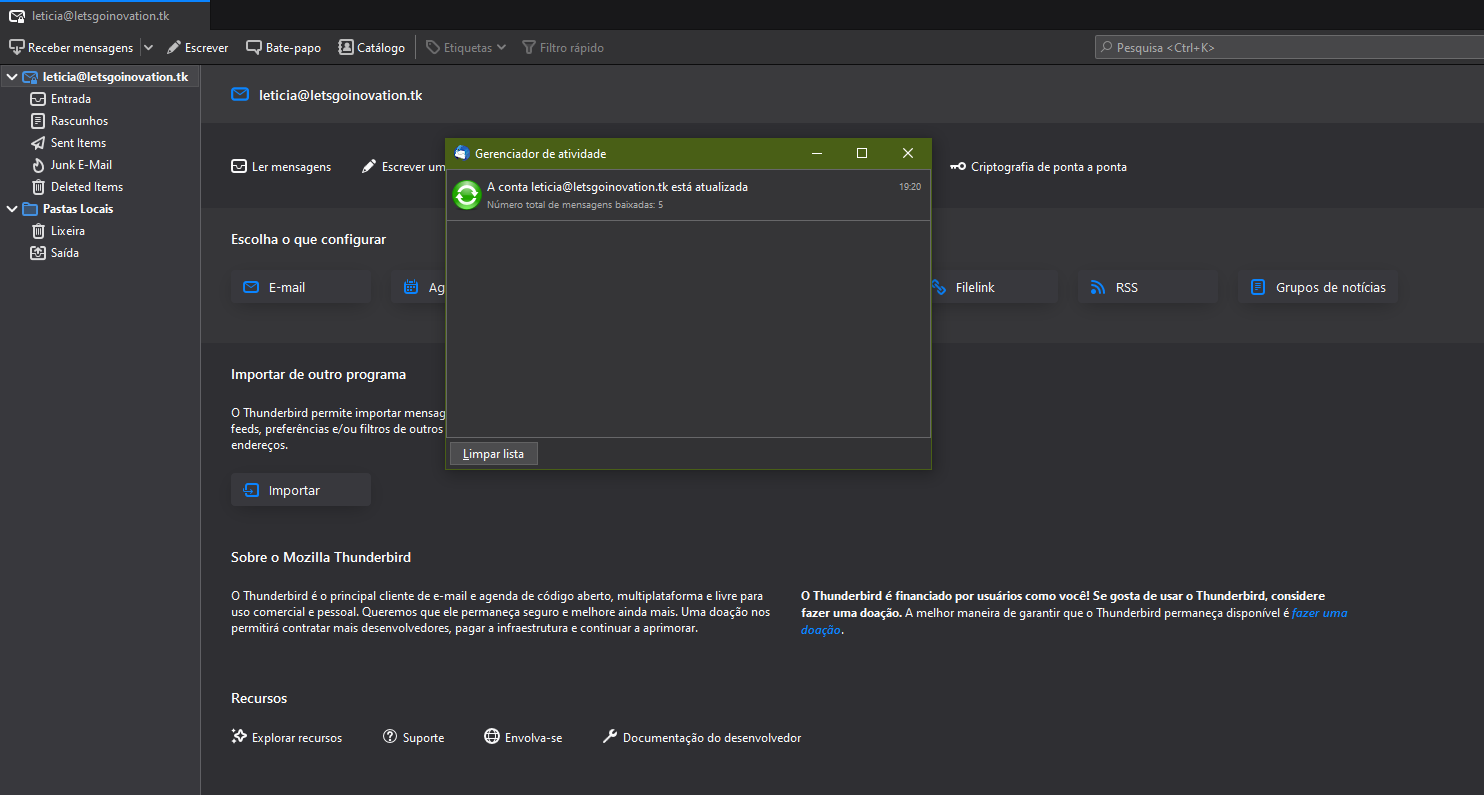 leticia@letsgoinovation.tk
Receber mensagens
Escrever
Bate-papo
Catálogo
Etiquetas
Filtro rápido
Pesquisa <Ctrl+K>
leticia@letsgoinovation.tk
Entrada
Rascunhos
Sent Items
Junk E-Mail
Deleted Items
Pastas Locais
Lixeira
Saída
leticia@letsgoinovation.tk
Ler mensagens
Escrever um
Criptografia de ponta a ponta
Gerenciador de atividade
A conta leticia@letsgoinovation.tk está atualizada
19:20
Número total de mensagens baixadas: 5
Limpar lista
Escolha o que configurar
E-mail
Ag
Filelink
RSS
Grupos de notícias
Importar de outro programa
O Thunderbird permite importar mensag
feeds, preferências e/ou filtros de outros
endereços.
Importar
Sobre o Mozilla Thunderbird
O Thunderbird é o principal cliente de e-mail e agenda de código aberto, multiplataforma e livre para
uso comercial e pessoal. Queremos que ele permaneça seguro e melhore ainda mais. Uma doação nos
permitirá contratar mais desenvolvedores, pagar a infraestrutura e continuar a aprimorar.
O Thunderbird é financiado por usuários como você! Se gosta de usar o Thunderbird, considere
fazer uma doação. A melhor maneira de garantir que o Thunderbird permaneça disponível é fazer uma
doação.
Recursos
Explorar recursos
Suporte
Envolva-se
Documentação do desenvolvedor